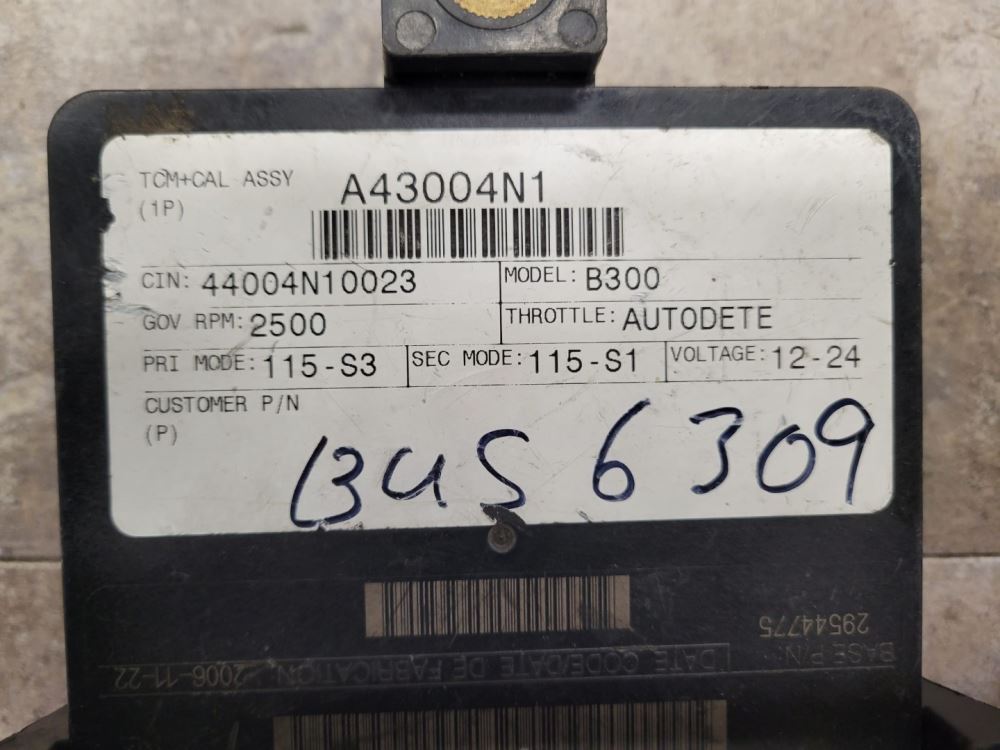 TCM+CAL ASSY A43004N1
(1P)
CIN: 44004N10023 MODEL: B300
GOV RPM: 2500 THROTTLE: AUTODETE
PRI MODE: 115-S3 SEC MODE: 115-S1 VOLTAGE: 12-24
CUSTOMER P/N
(P)
BUS 6309
BASE P/N:
29544775
DATE CODE/DATE DE FABRICATION: 2006-11-22